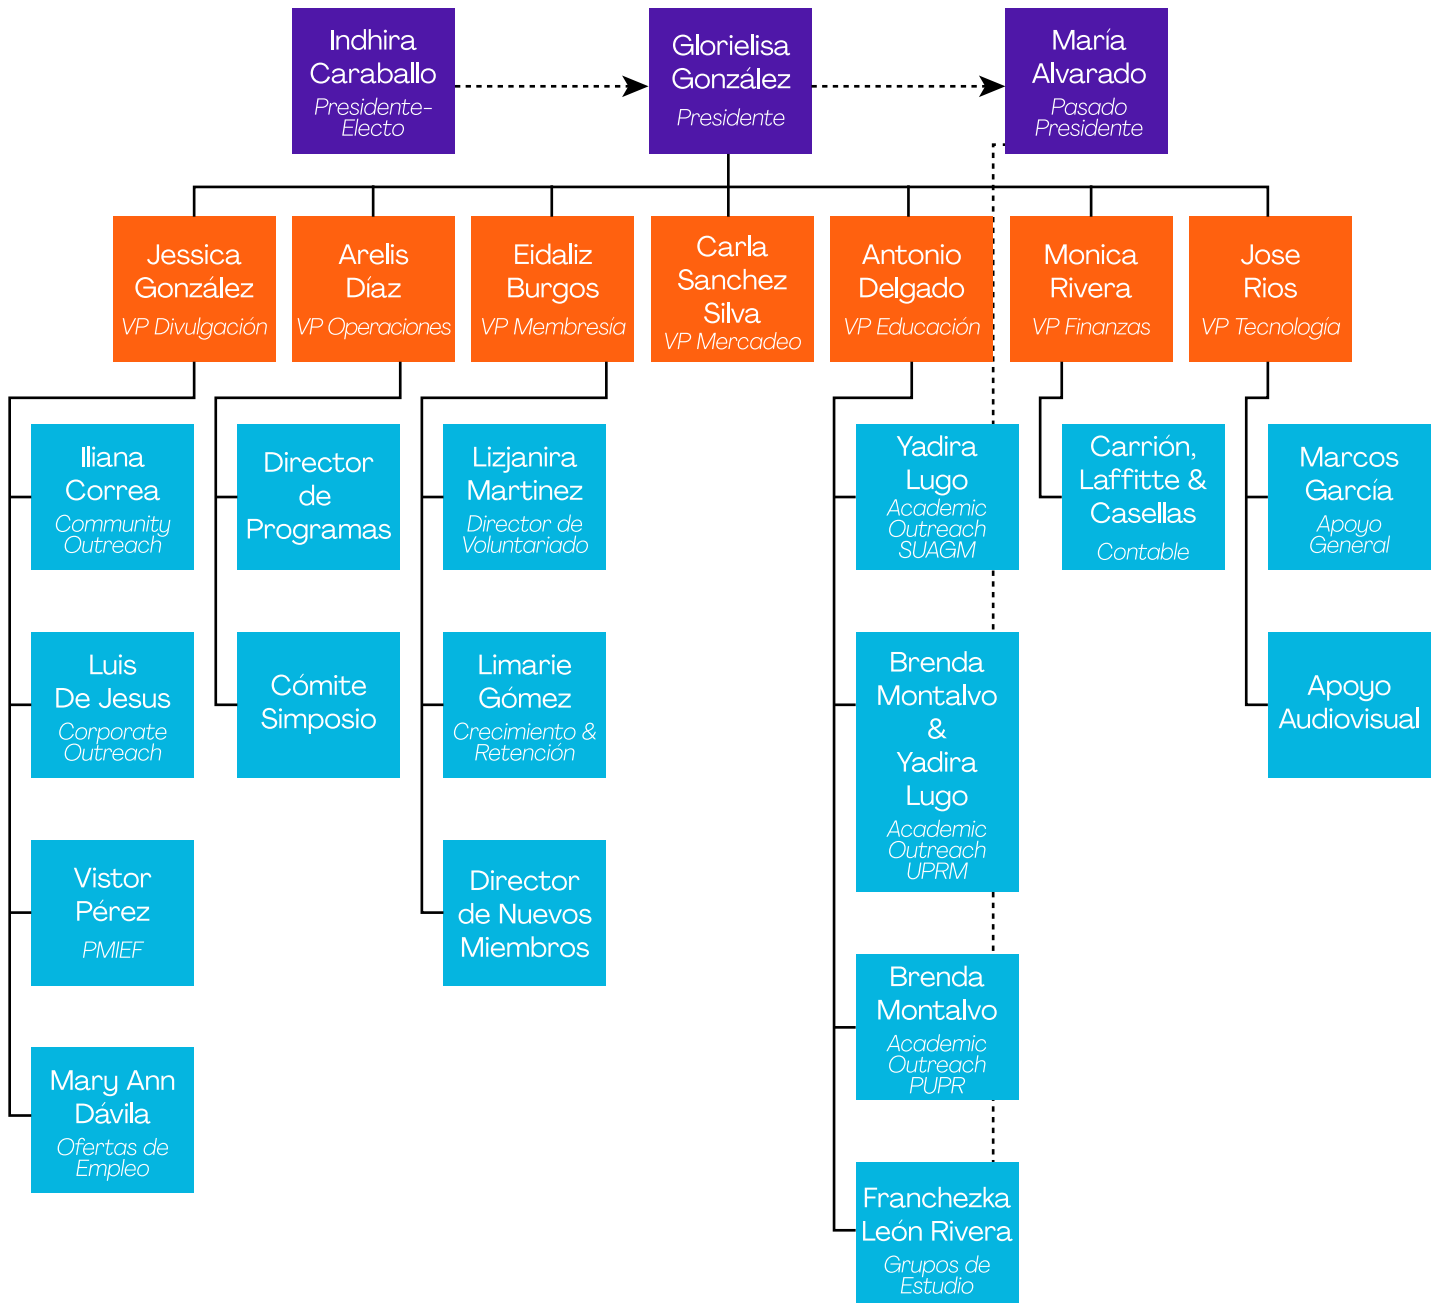 Indhira
Caraballo
Presidente-
Electo
Glorielisa
González
Presidente
María
Alvarado
Pasado
Presidente
Jessica
González
VP Divulgación
Arelis
Díaz
VP Operaciones
Eidaliz
Burgos
VP Membresía
Carla
Sanchez
Silva
VP Mercadeo
Antonio
Delgado
VP Educación
Monica
Rivera
VP Finanzas
Jose
Rios
VP Tecnología
Iliana
Correa
Community
Outreach
Luis
De Jesus
Corporate
Outreach
Vistor
Pérez
PMIEF
Mary Ann
Dávila
Ofertas de
Empleo
Director
de
Programas
Cómite
Simposio
Lizjanira
Martinez
Director de
Voluntariado
Limarie
Gómez
Crecimiento &
Retención
Director
de Nuevos
Miembros
Yadira
Lugo
Academic
Outreach
SUAGM
Brenda
Montalvo
&
Yadira
Lugo
Academic
Outreach
UPRM
Brenda
Montalvo
Academic
Outreach
PUPR
Franchezka
León Rivera
Grupos de
Estudio
Carrión,
Laffitte &
Casellas
Contable
Marcos
García
Apoyo
General
Apoyo
Audiovisual